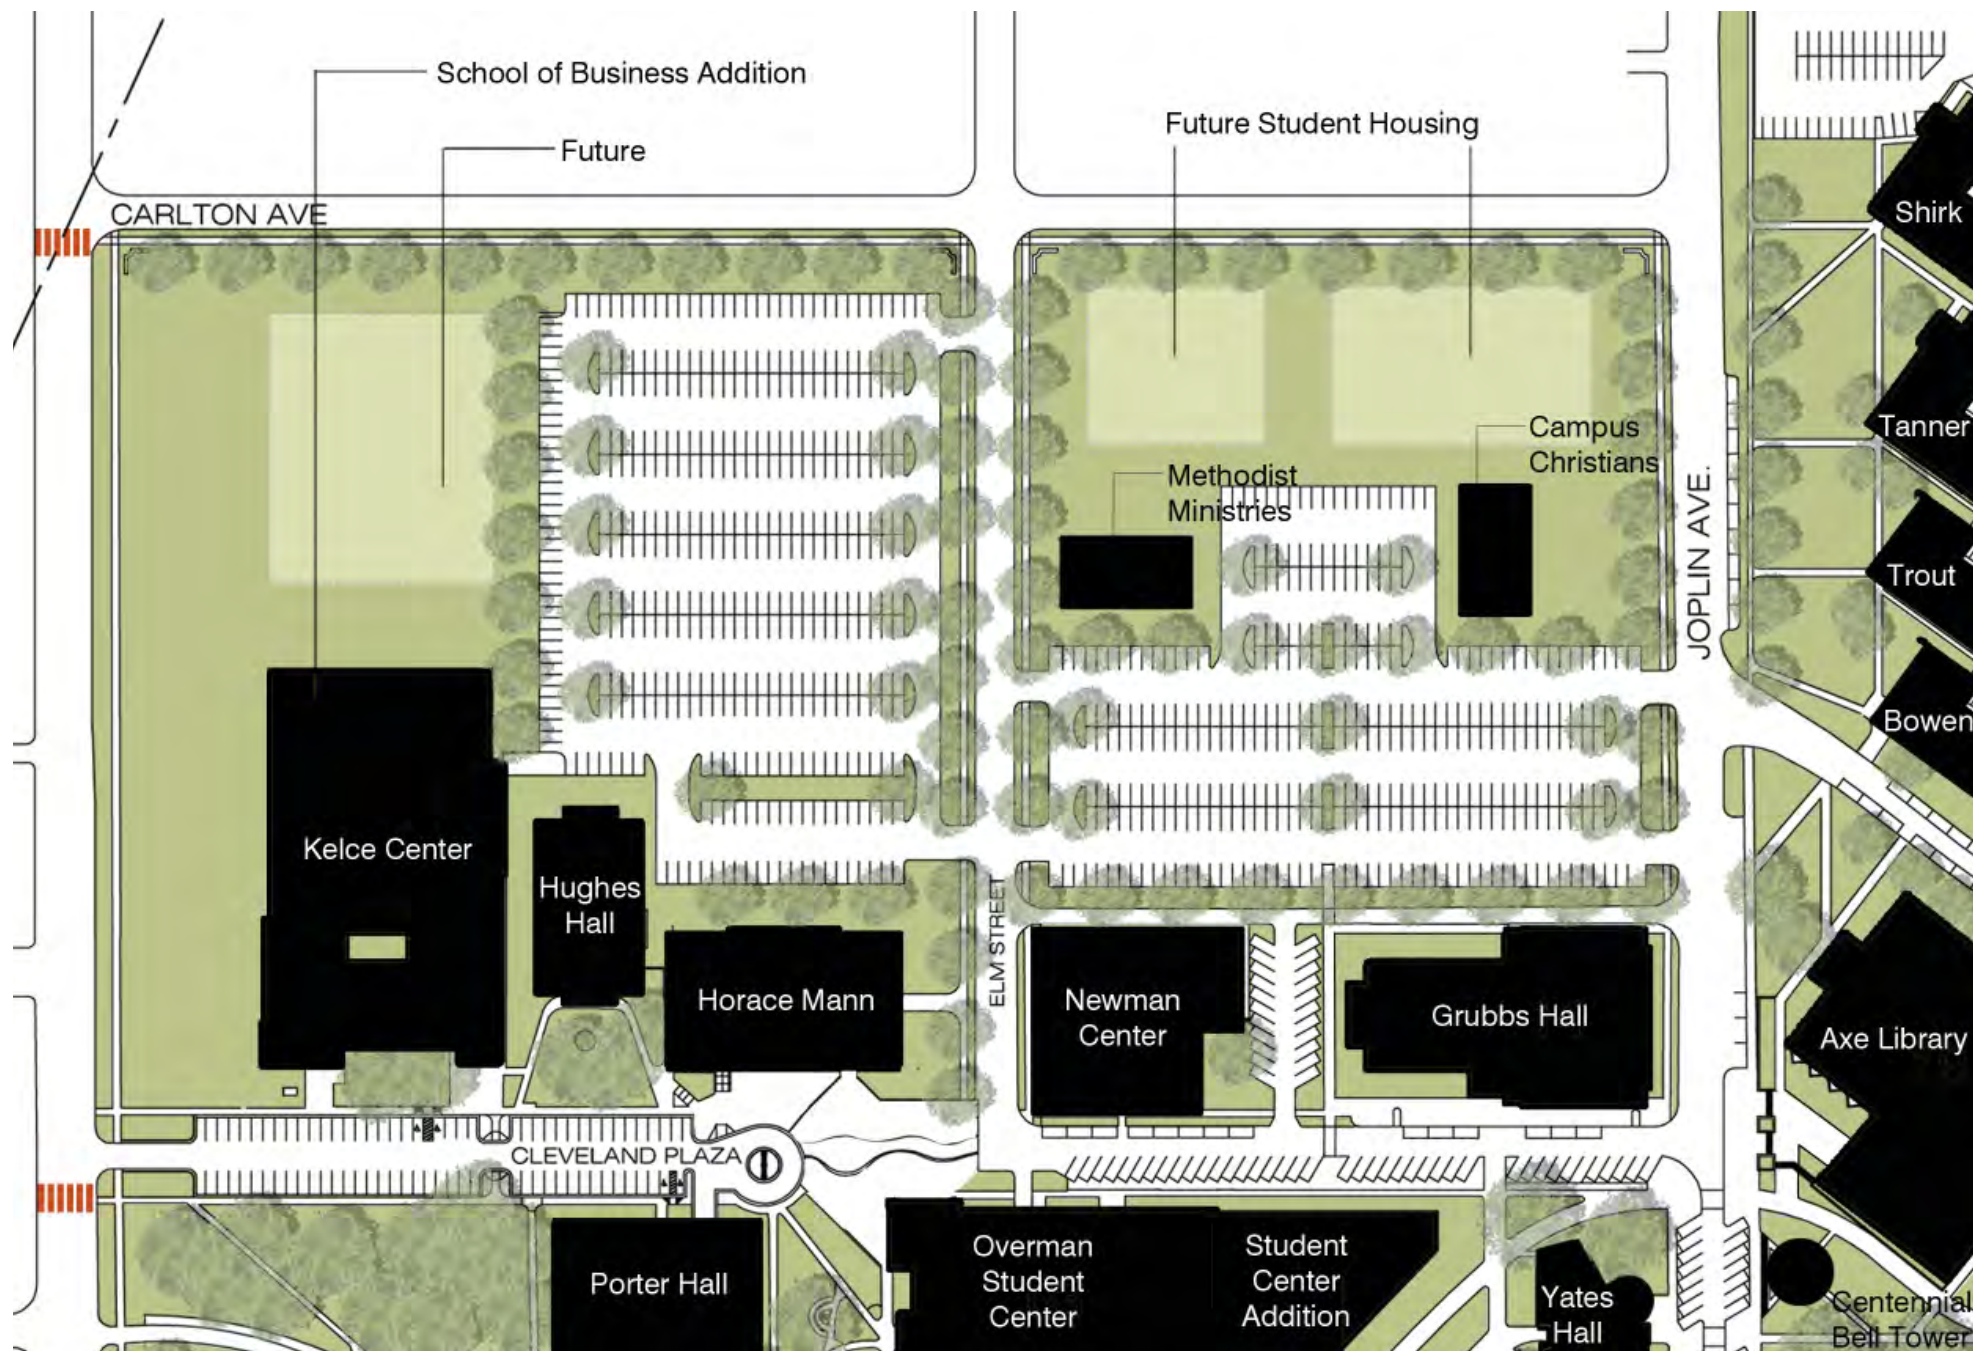 School of Business Addition
Future Student Housing
Future
CARLTON AVE
Shirk
Tanner
Campus
Christians
Methodist
Ministries
JOPLIN AVE.
Trout
Bowen
Kelce Center
Hughes
Hall
ELM STREET
Horace Mann
Newman
Center
Grubbs Hall
Axe Library
CLEVELAND PLAZA
Porter Hall
Overman
Student
Center
Student
Center
Addition
Yates
Hall
Centennial
Bell Tower